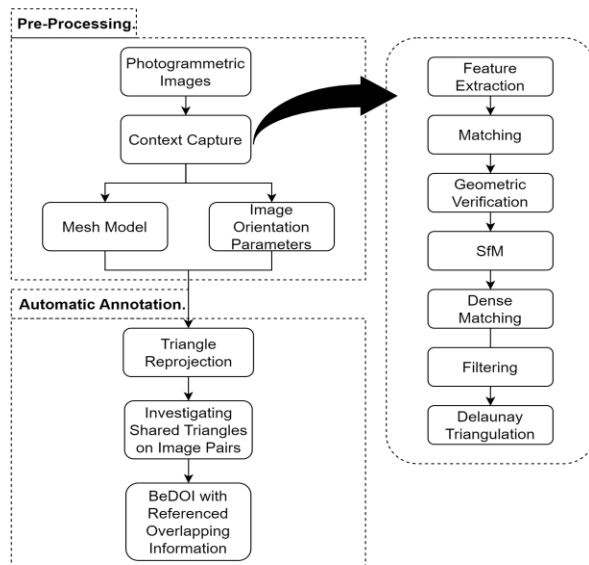 Pre-Processing.
Photogrammetric
Images
Context Capture
Mesh Model
Image
Orientation
Parameters
Automatic Annotation.
Triangle
Reprojection
Investigating
Shared Triangles
on Image Pairs
BeDOI with
Referenced
Overlapping
Information
Feature
Extraction
Matching
Geometric
Verification
SfM
Dense
Matching
Filtering
Delaunay
Triangulation